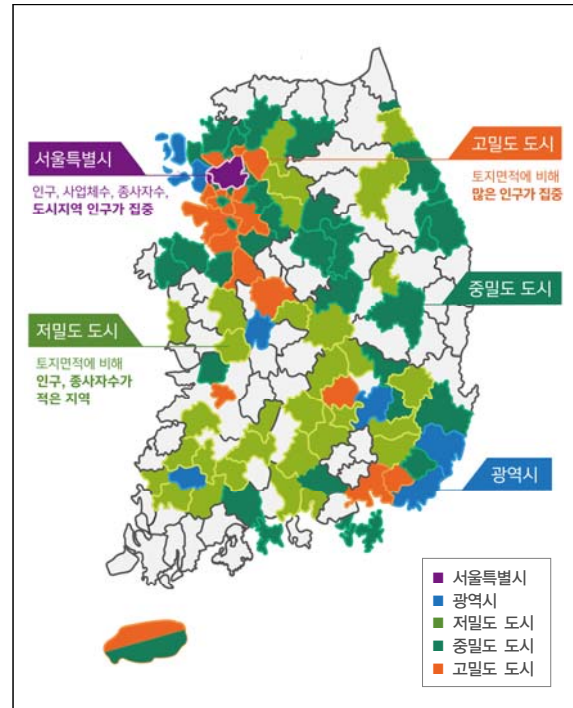 서울특별시
인구, 사업체수, 종사자수,
도시지역 인구가 집중
고밀도 도시
토지면적에 비해
많은 인구가 집중
중밀도 도시
저밀도 도시
토지면적에 비해
인구, 종사자수가
적은 지역
광역시
서울특별시
광역시
저밀도 도시
중밀도 도시
고밀도 도시